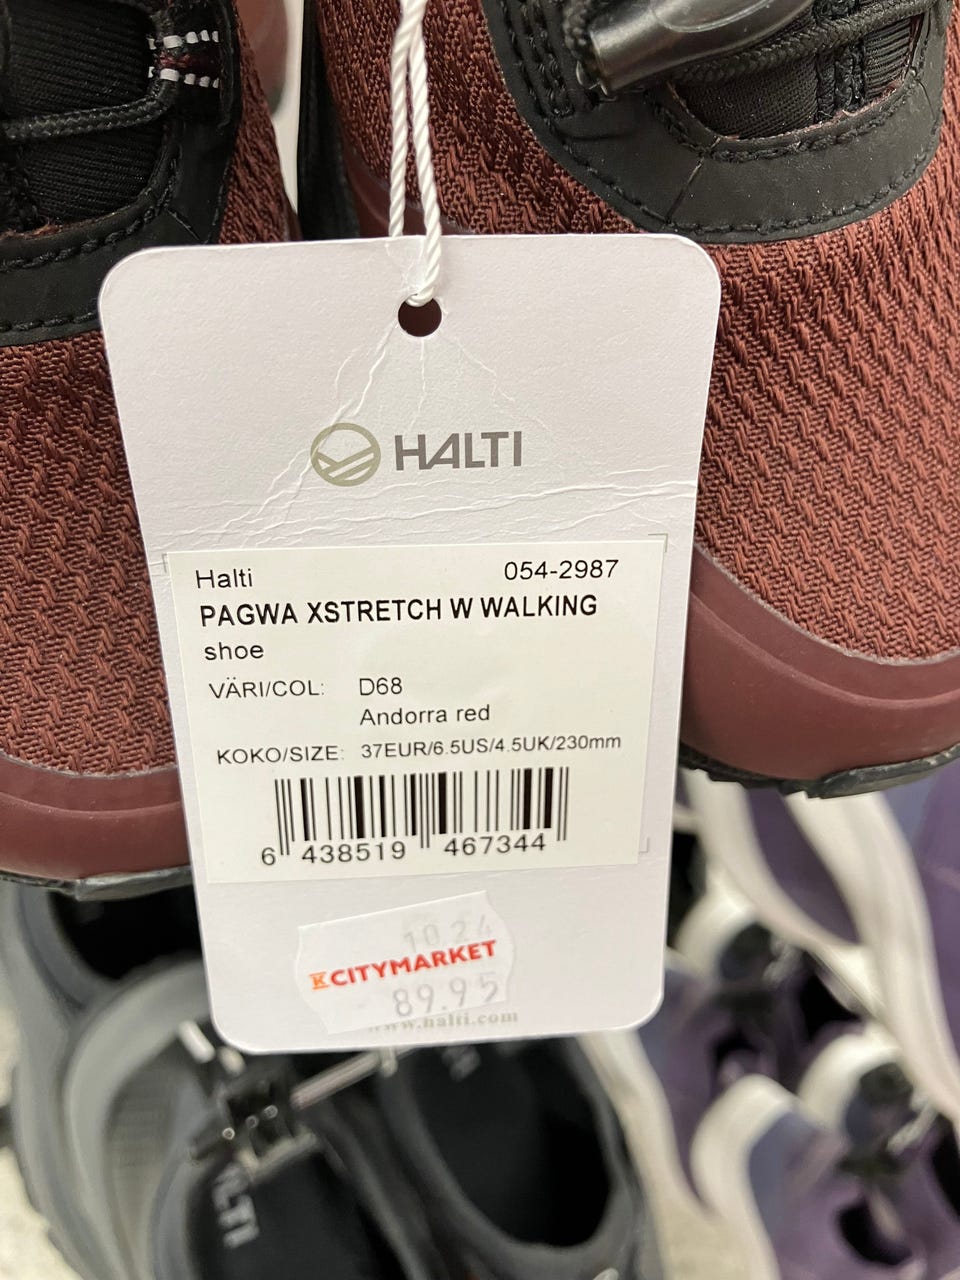 HALTI
Halti 054-2987
PAGWA XSTRETCH W WALKING
shoe
VÄRI/COL: D68
Andorra red
KOKO/SIZE: 37EUR/6.5US/4.5UK/230mm
6 438519 467344
10.24
KCITYMARKET
89.95
www.halti.com
HALTI